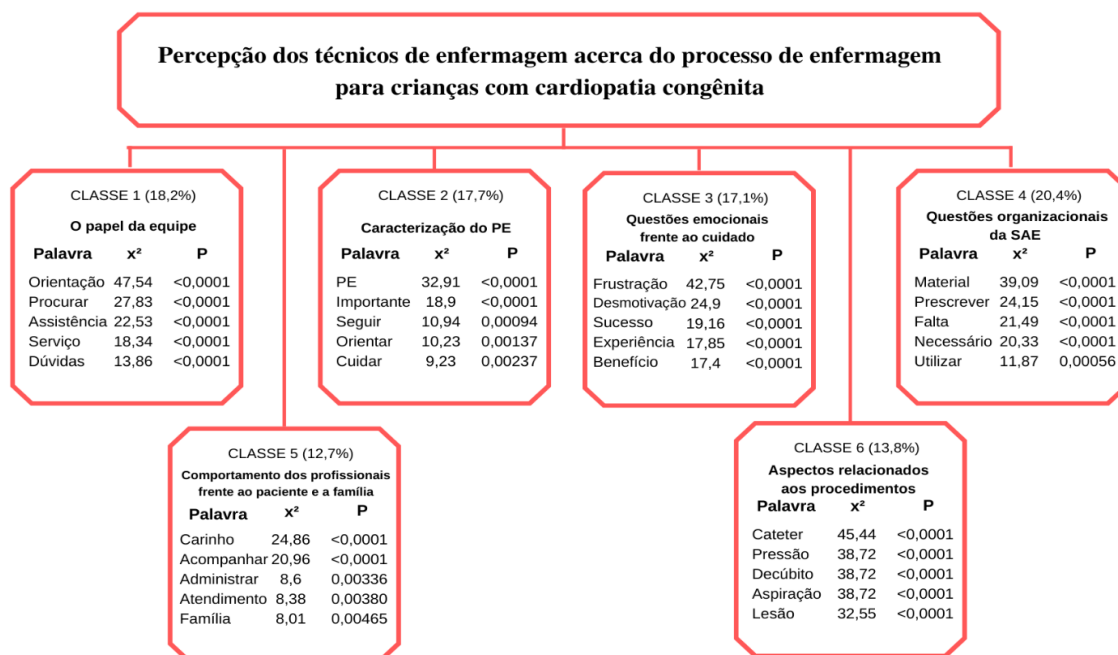 Percepção dos técnicos de enfermagem acerca do processo de enfermagem
para crianças com cardiopatia congênita
CLASSE 1 (18,2%)
O papel da equipe
Palavra x² P
Orientação 47,54 <0,0001
Procurar 27,83 <0,0001
Assistência 22,53 <0,0001
Serviço 18,34 <0,0001
Dúvidas 13,86 <0,0001
CLASSE 2 (17,7%)
Caracterização do PE
Palavra x² P
PE 32,91 <0,0001
Importante 18,9 <0,0001
Seguir 10,94 0,00094
Orientar 10,23 0,00137
Cuidar 9,23 0,00237
CLASSE 3 (17,1%)
Questões emocionais
frente ao cuidado
Palavra x² P
Frustração 42,75 <0,0001
Desmotivação 24,9 <0,0001
Sucesso 19,16 <0,0001
Experiência 17,85 <0,0001
Benefício 17,4 <0,0001
CLASSE 4 (20,4%)
Questões organizacionais
da SAE
Palavra x² P
Material 39,09 <0,0001
Prescrever 24,15 <0,0001
Falta 21,49 <0,0001
Necessário 20,33 <0,0001
Utilizar 11,87 0,00056
CLASSE 5 (12,7%)
Comportamento dos profissionais
frente ao paciente e a família
Palavra x² P
Carinho 24,86 <0,0001
Acompanhar 20,96 <0,0001
Administrar 8,6 0,00336
Atendimento 8,38 0,00380
Família 8,01 0,00465
CLASSE 6 (13,8%)
Aspectos relacionados
aos procedimentos
Palavra x² P
Cateter 45,44 <0,0001
Pressão 38,72 <0,0001
Decúbito 38,72 <0,0001
Aspiração 38,72 <0,0001
Lesão 32,55 <0,0001